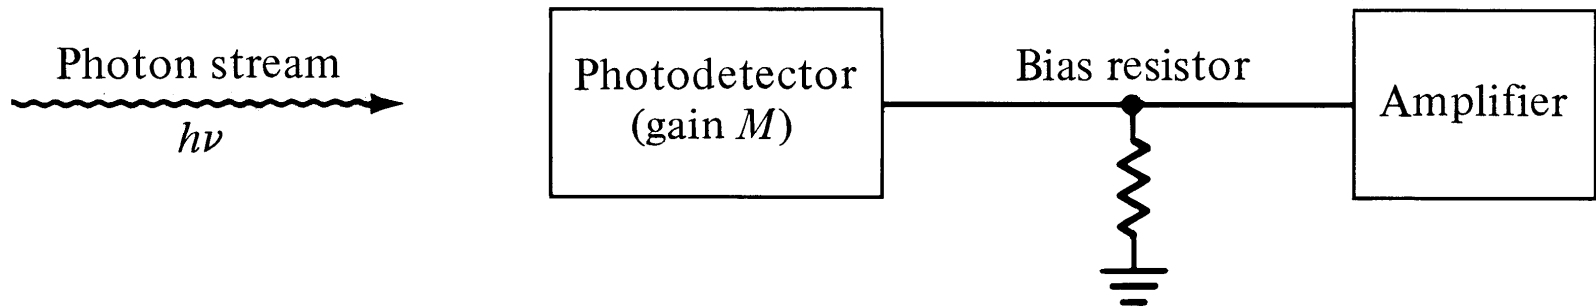 Photon stream
hν
Photodetector
(gain M)
Bias resistor
Amplifier